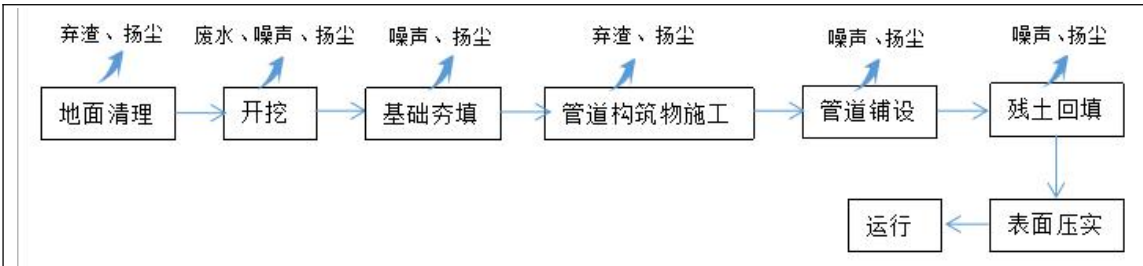 弃渣、扬尘
废水、噪声、扬尘
噪声、扬尘
弃渣、扬尘
噪声、扬尘
噪声、扬尘
地面清理
开挖
基础夯填
管道构筑物施工
管道铺设
残土回填
运行
表面压实